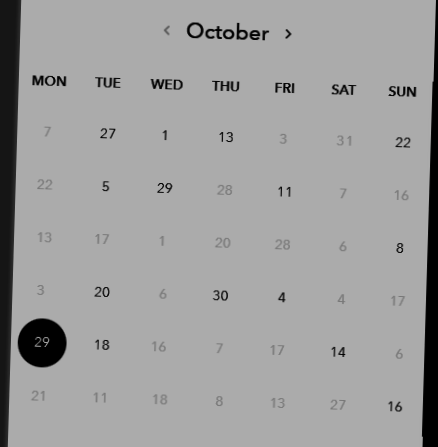 ‹ October ›
MON TUE WED THU FRI SAT SUN
7 27 1 13 3 31 22
22 5 29 28 11 7 16
13 17 1 20 28 6 8
3 20 6 30 4 4 17
29 18 16 7 17 14 6
21 11 18 8 13 27 16